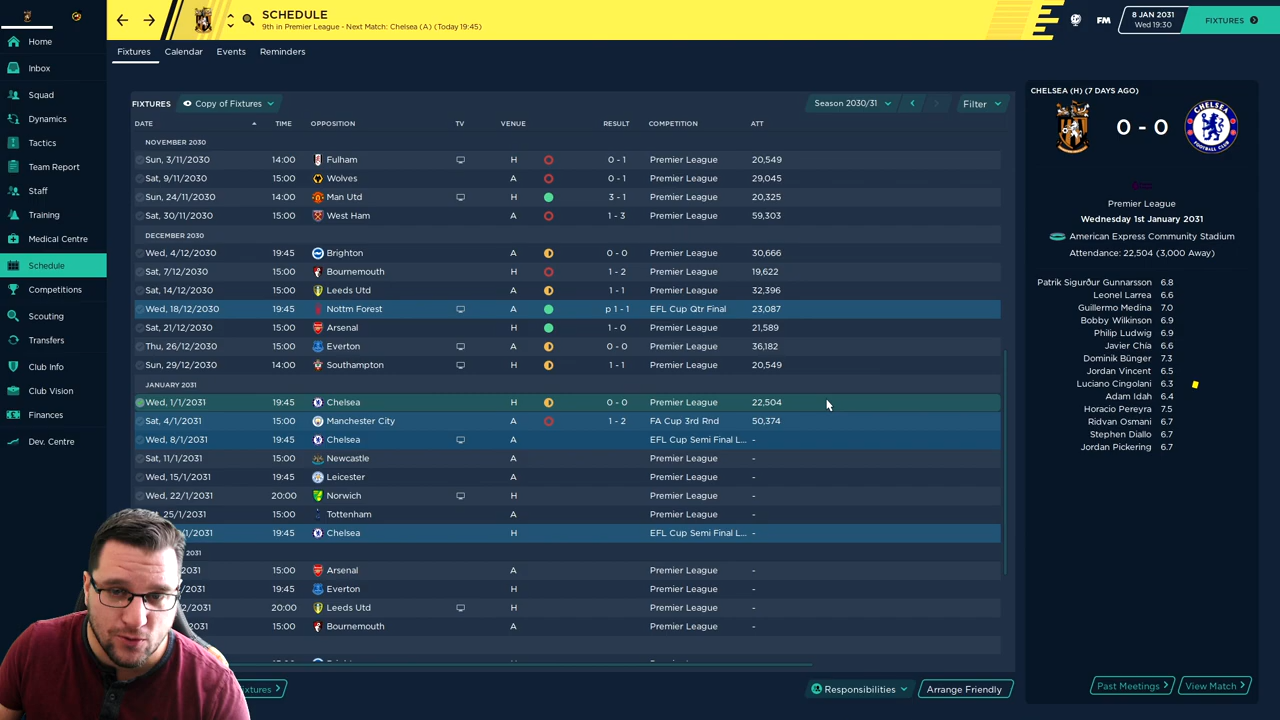 SCHEDULE
9th in Premier League - Next Match: Chelsea (A) (Today 19:45)
FM
8 JAN 2031
Wed 19:30
FIXTURES
Home
Inbox
Squad
Dynamics
Tactics
Team Report
Staff
Training
Medical Centre
Schedule
Competitions
Scouting
Transfers
Club Info
Club Vision
Finances
Dev. Centre
Fixtures Calendar Events Reminders
FIXTURES Copy of Fixtures Season 2030/31 Filter
DATE TIME OPPOSITION TV VENUE RESULT COMPETITION ATT
NOVEMBER 2030
Sun, 3/11/2030 14:00 Fulham H 0 - 1 Premier League 20,549
Sat, 9/11/2030 15:00 Wolves A 0 - 1 Premier League 29,045
Sun, 24/11/2030 14:00 Man Utd H 3 - 1 Premier League 20,325
Sat, 30/11/2030 15:00 West Ham A 1 - 3 Premier League 59,303
DECEMBER 2030
Wed, 4/12/2030 19:45 Brighton A 0 - 0 Premier League 30,666
Sat, 7/12/2030 15:00 Bournemouth H 1 - 2 Premier League 19,622
Sat, 14/12/2030 15:00 Leeds Utd A 1 - 1 Premier League 32,396
Wed, 18/12/2030 19:45 Nottm Forest A p 1 - 1 EFL Cup Qtr Final 23,087
Sat, 21/12/2030 15:00 Arsenal H 1 - 0 Premier League 21,589
Thu, 26/12/2030 15:00 Everton A 0 - 0 Premier League 36,182
Sun, 29/12/2030 14:00 Southampton H 1 - 1 Premier League 20,549
JANUARY 2031
Wed, 1/1/2031 19:45 Chelsea H 0 - 0 Premier League 22,504
Sat, 4/1/2031 15:00 Manchester City A 1 - 2 FA Cup 3rd Rnd 50,374
Wed, 8/1/2031 19:45 Chelsea A EFL Cup Semi Final L... -
Sat, 11/1/2031 15:00 Newcastle A Premier League -
Wed, 15/1/2031 19:45 Leicester A Premier League -
Wed, 22/1/2031 20:00 Norwich H Premier League -
25/1/2031 15:00 Tottenham A Premier League -
/1/2031 19:45 Chelsea H EFL Cup Semi Final L... -
2031
/2031 15:00 Arsenal A Premier League -
/2031 19:45 Everton H Premier League -
2/2031 20:00 Leeds Utd H Premier League -
/2031 15:00 Bournemouth A Premier League -
ixtures
Responsibilities Arrange Friendly
CHELSEA (H) (7 DAYS AGO)
0 - 0
Premier League
Wednesday 1st January 2031
American Express Community Stadium
Attendance: 22,504 (3,000 Away)
Patrik Sigurður Gunnarsson 6.8
Leonel Larrea 6.6
Guillermo Medina 7.0
Bobby Wilkinson 6.9
Philip Ludwig 6.9
Javier Chía 6.6
Dominik Bünger 7.3
Jordan Vincent 6.5
Luciano Cingolani 6.3
Adam Idah 6.4
Horacio Pereyra 7.5
Ridvan Osmani 6.7
Stephen Diallo 6.7
Jordan Pickering 6.7
Past Meetings View Match